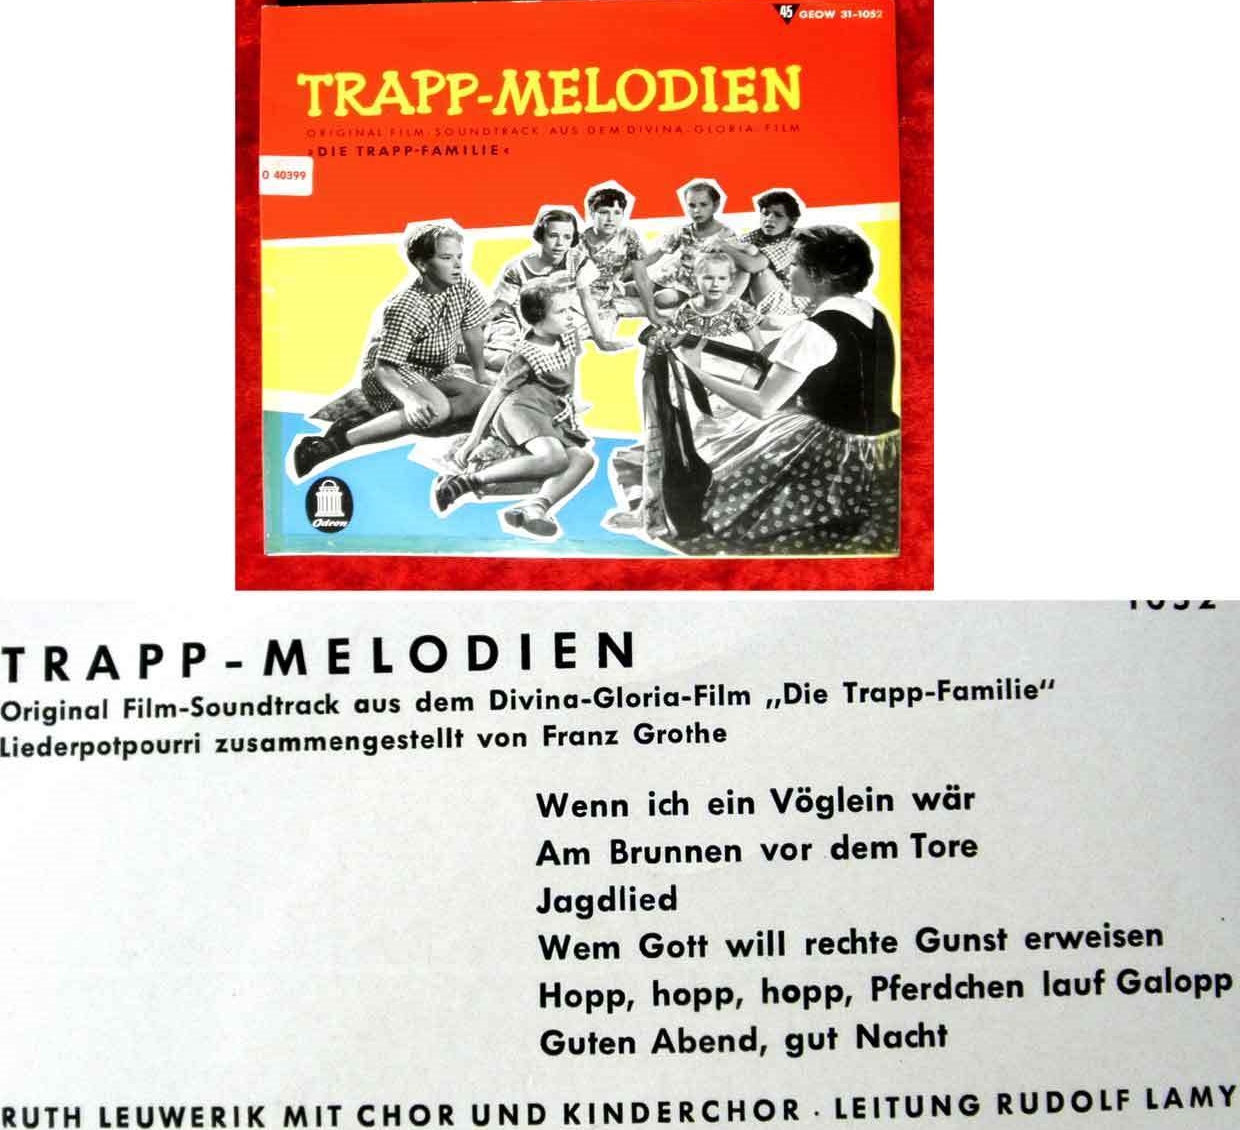 45 GEOW 31-1052
TRAPP-MELODIEN
ORIGINAL FILM-SOUNDTRACK AUS DEM DIVINA-GLORIA-FILM
»DIE TRAPP-FAMILIE«
O 40399
Odeon
1052
TRAPP-MELODIEN
Original Film-Soundtrack aus dem Divina-Gloria-Film „Die Trapp-Familie“
Liederpotpourri zusammengestellt von Franz Grothe
Wenn ich ein Vöglein wär
Am Brunnen vor dem Tore
Jagdlied
Wem Gott will rechte Gunst erweisen
Hopp, hopp, hopp, Pferdchen lauf Galopp
Guten Abend, gut Nacht
RUTH LEUWERIK MIT CHOR UND KINDERCHOR · LEITUNG RUDOLF LAMY